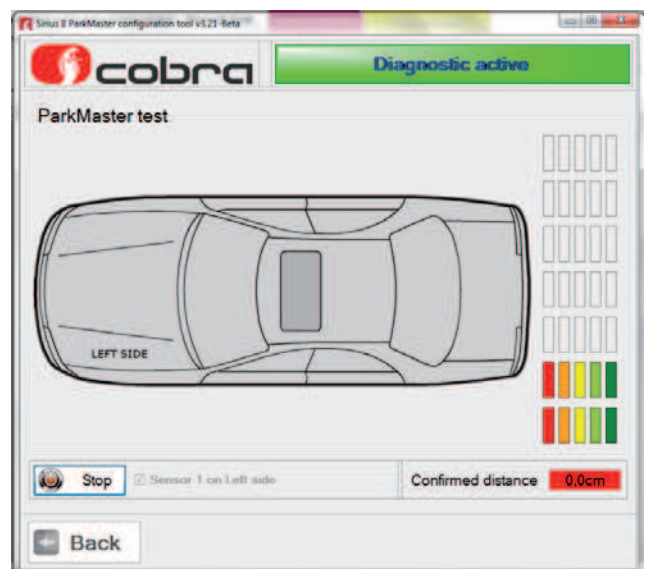 Sirius II ParkMaster configuration tool v3.21-Beta
cobra
Diagnostic active
ParkMaster test
LEFT SIDE
Stop
Sensor 1 on Left side
Confirmed distance
0,0cm
Back